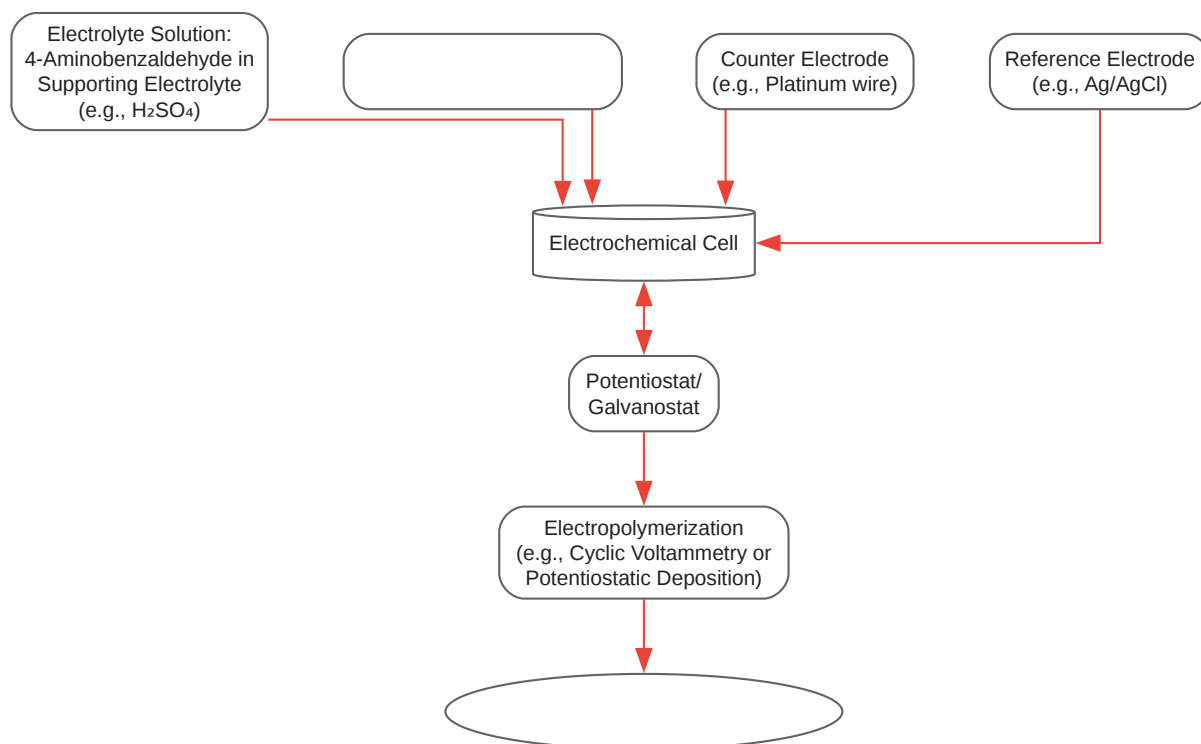 Electrolyte Solution:
4-Aminobenzaldehyde in
Supporting Electrolyte
(e.g., H₂SO₄)
Counter Electrode
(e.g., Platinum wire)
Reference Electrode
(e.g., Ag/AgCl)
Electrochemical Cell
Potentiostat/
Galvanostat
Electropolymerization
(e.g., Cyclic Voltammetry or
Potentiostatic Deposition)